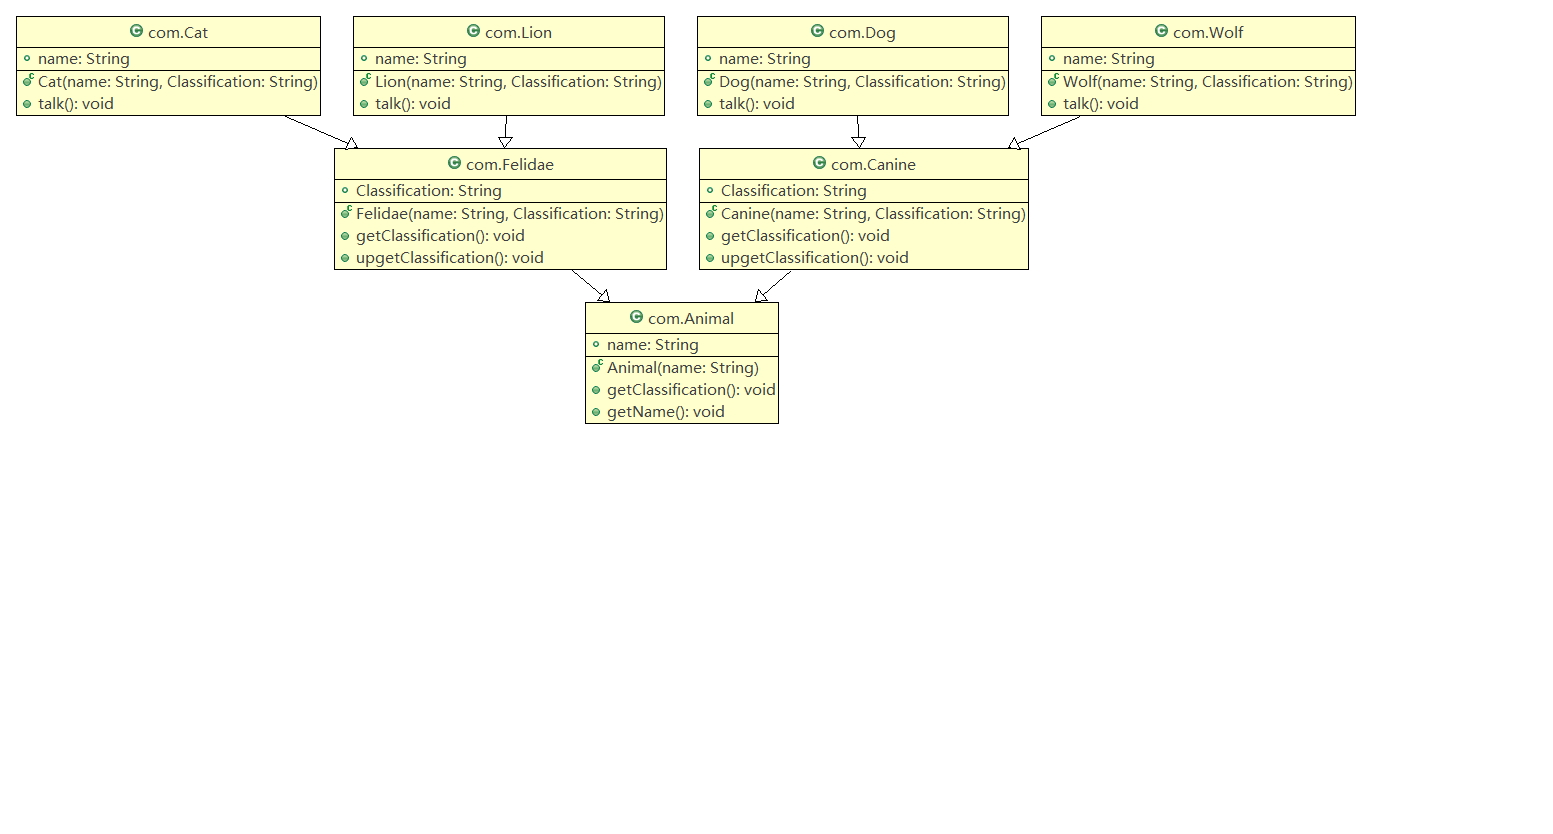 com.Cat
name: String
Cat(name: String, Classification: String)
talk(): void
com.Lion
name: String
Lion(name: String, Classification: String)
talk(): void
com.Dog
name: String
Dog(name: String, Classification: String)
talk(): void
com.Wolf
name: String
Wolf(name: String, Classification: String)
talk(): void
com.Felidae
Classification: String
Felidae(name: String, Classification: String)
getClassification(): void
upgetClassification(): void
com.Canine
Classification: String
Canine(name: String, Classification: String)
getClassification(): void
upgetClassification(): void
com.Animal
name: String
Animal(name: String)
getClassification(): void
getName(): void